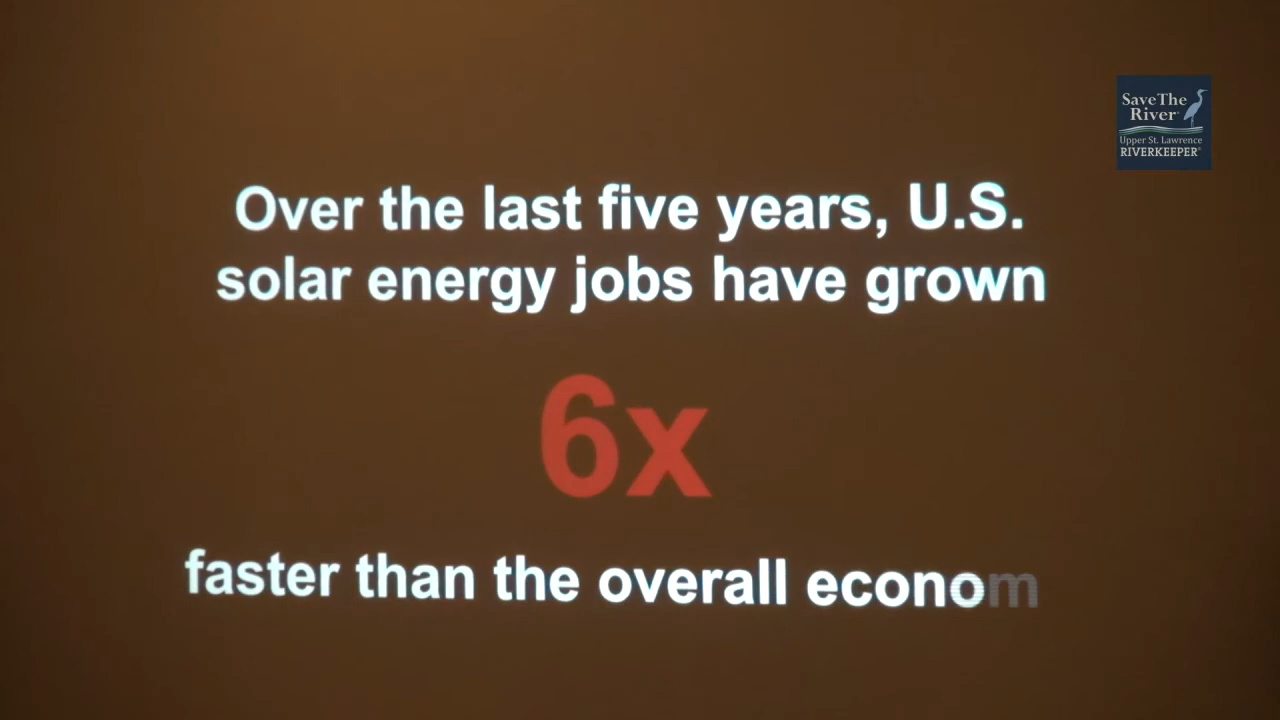 Save The
River
Upper St. Lawrence
RIVERKEEPER®
Over the last five years, U.S.
solar energy jobs have grown
6x
faster than the overall econom